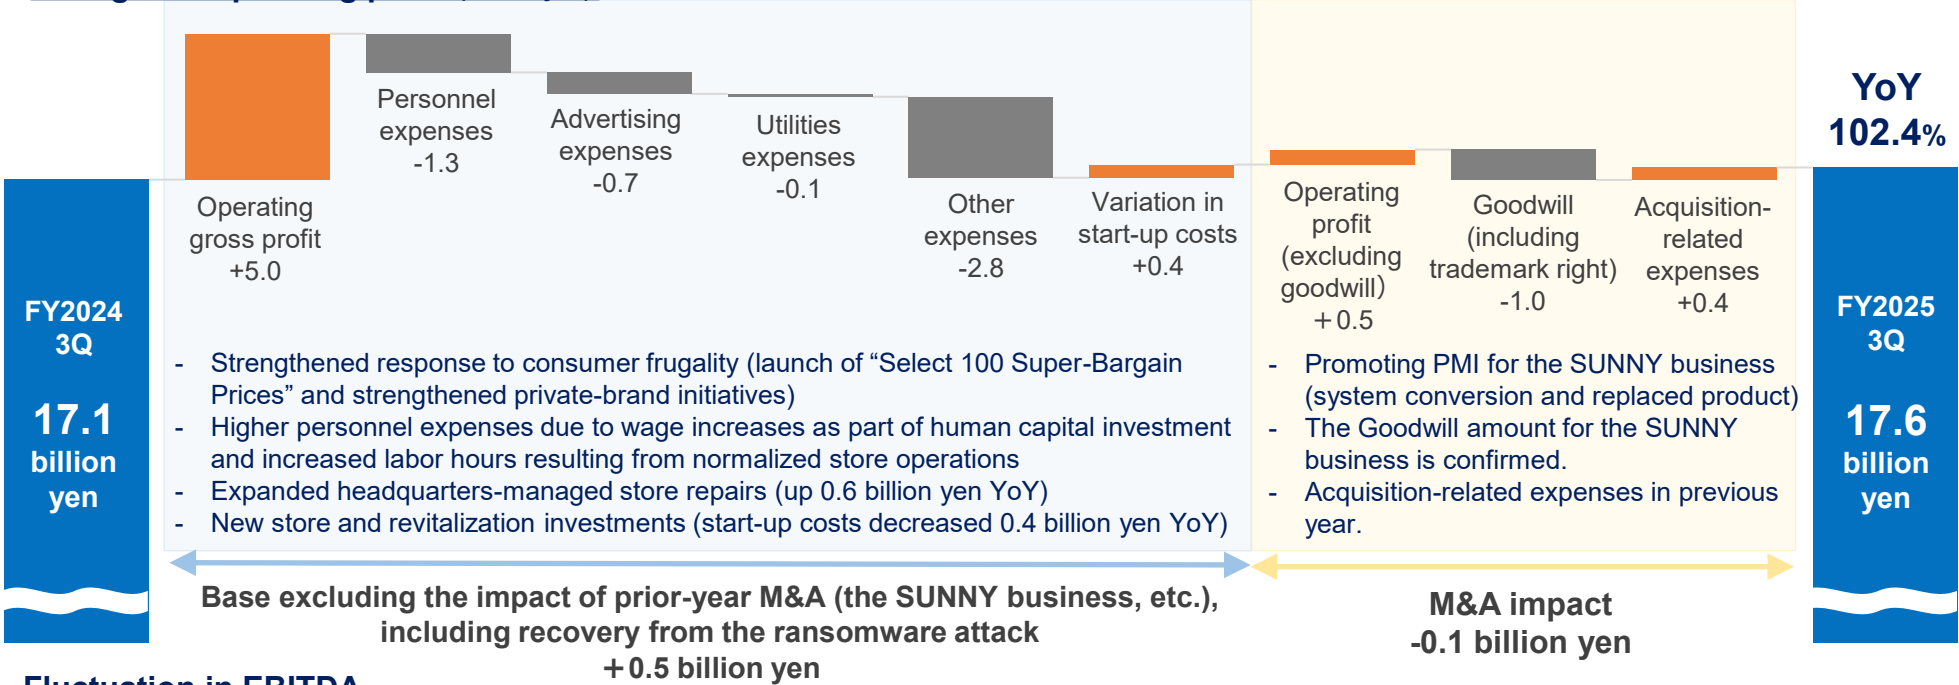 FY2024
3Q
17.1
billion
yen
Operating
gross profit
+5.0
Personnel
expenses
-1.3
Advertising
expenses
-0.7
Utilities
expenses
-0.1
Other
expenses
-2.8
Variation in
start-up costs
+0.4
Operating
profit
(excluding
goodwill）
＋0.5
Goodwill
(including
trademark right)
-1.0
Acquisition-
related
expenses
+0.4
YoY
102.4%
FY2025
3Q
17.6
billion
yen
- Strengthened response to consumer frugality (launch of “Select 100 Super-Bargain
Prices” and strengthened private-brand initiatives)
- Higher personnel expenses due to wage increases as part of human capital investment
and increased labor hours resulting from normalized store operations
- Expanded headquarters-managed store repairs (up 0.6 billion yen YoY)
- New store and revitalization investments (start-up costs decreased 0.4 billion yen YoY)
- Promoting PMI for the SUNNY business
(system conversion and replaced product)
- The Goodwill amount for the SUNNY
business is confirmed.
- Acquisition-related expenses in previous
year.
Base excluding the impact of prior-year M&A (the SUNNY business, etc.),
including recovery from the ransomware attack
＋0.5 billion yen
M&A impact
-0.1 billion yen
Fluctuation in EBITDA